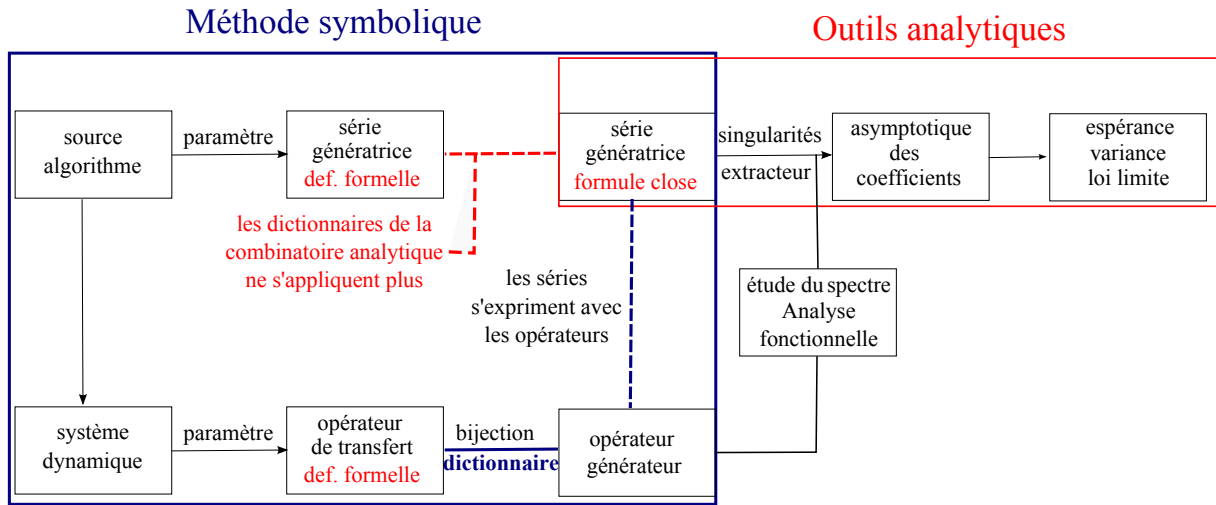 Méthode symbolique
Outils analytiques
source
algorithme
paramètre
série
génératrice
def. formelle
série
génératrice
formule close
singularités
extracteur
asymptotique
des
coefficients
espérance
variance
loi limite
les dictionnaires de la
combinatoire analytique
ne s'appliquent plus
les séries
s'expriment avec
les opérateurs
étude du spectre
Analyse
fonctionnelle
système
dynamique
paramètre
opérateur
de transfert
def. formelle
bijection
dictionnaire
opérateur
générateur